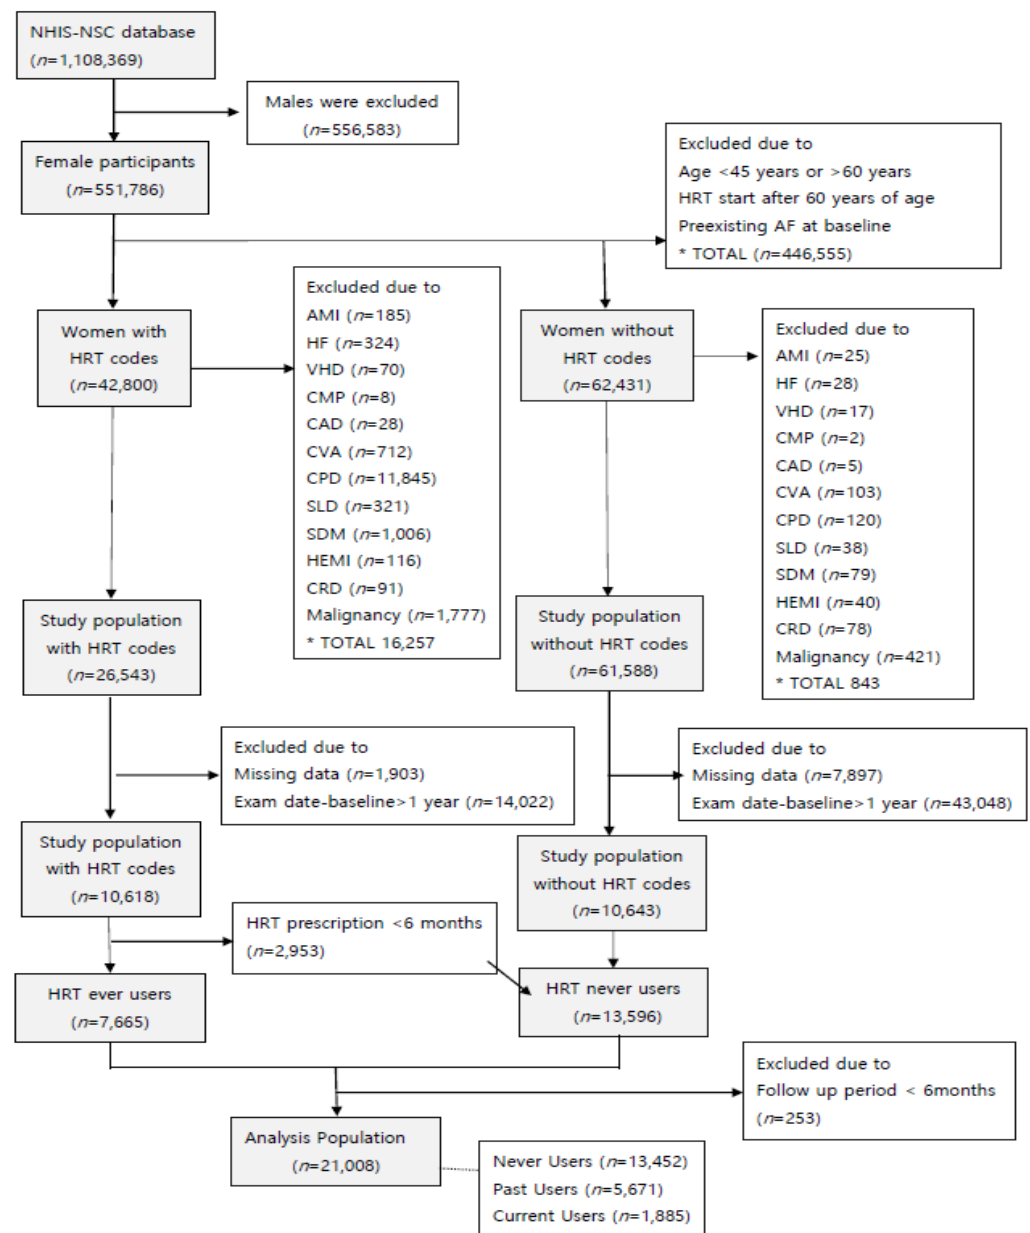 NHIS-NSC database
(n=1,108,369)
Males were excluded
(n=556,583)
Female participants
(n=551,786)
Excluded due to
Age <45 years or >60 years
HRT start after 60 years of age
Preexisting AF at baseline
* TOTAL (n=446,555)
Women with
HRT codes
(n=42,800)
Excluded due to
AMI (n=185)
HF (n=324)
VHD (n=70)
CMP (n=8)
CAD (n=28)
CVA (n=712)
CPD (n=11,845)
SLD (n=321)
SDM (n=1,006)
HEMI (n=116)
CRD (n=91)
Malignancy (n=1,777)
* TOTAL 16,257
Women without
HRT codes
(n=62,431)
Excluded due to
AMI (n=25)
HF (n=28)
VHD (n=17)
CMP (n=2)
CAD (n=5)
CVA (n=103)
CPD (n=120)
SLD (n=38)
SDM (n=79)
HEMI (n=40)
CRD (n=78)
Malignancy (n=421)
* TOTAL 843
Study population
with HRT codes
(n=26,543)
Study population
without HRT codes
(n=61,588)
Excluded due to
Missing data (n=1,903)
Exam date-baseline>1 year (n=14,022)
Excluded due to
Missing data (n=7,897)
Exam date-baseline>1 year (n=43,048)
Study population
with HRT codes
(n=10,618)
Study population
without HRT codes
(n=10,643)
HRT prescription <6 months
(n=2,953)
HRT ever users
(n=7,665)
HRT never users
(n=13,596)
Excluded due to
Follow up period < 6months
(n=253)
Analysis Population
(n=21,008)
Never Users (n=13,452)
Past Users (n=5,671)
Current Users (n=1,885)